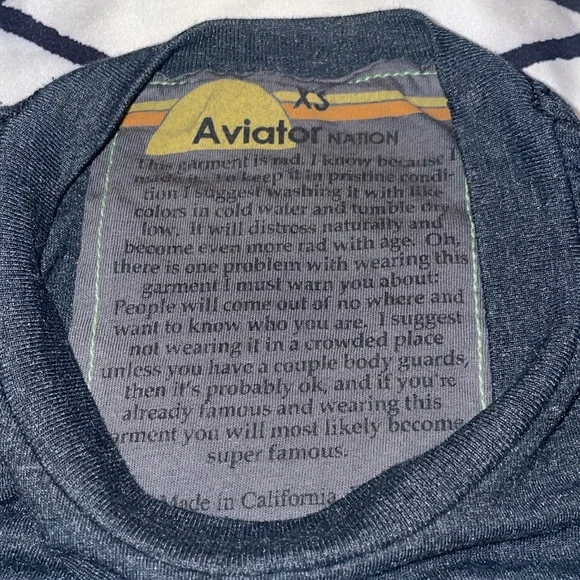 XS
Aviator NATION
This garment is rad. I know because I
to keep it in pristine condi-
tion I suggest washing it with like
colors in cold water and tumble dry
low. It will distress naturally and
become even more rad with age. Oh,
there is one problem with wearing this
garment I must warn you about:
People will come out of no where and
want to know who you are. I suggest
not wearing it in a crowded place
unless you have a couple body guards,
then it's probably ok, and if you're
already famous and wearing this
garment you will most likely become
super famous.
Made in California,